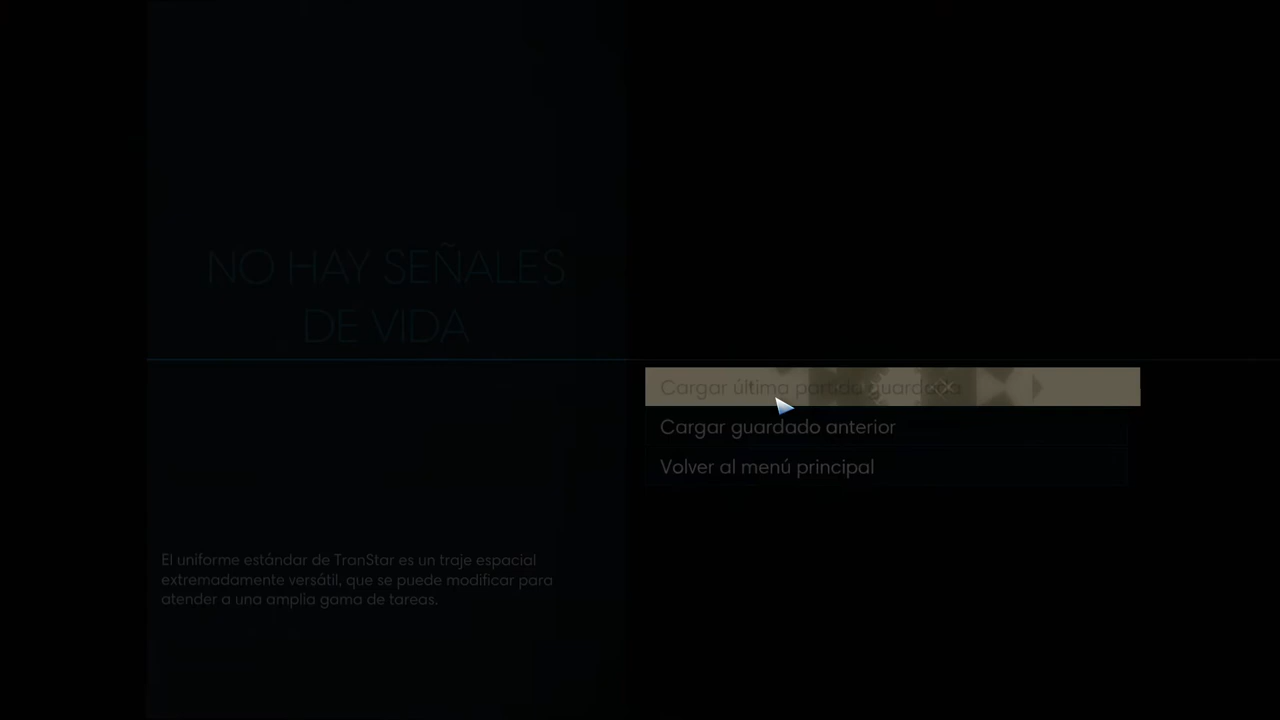 NO HAY SEÑALES
DE VIDA
Cargar última partida guardada
Cargar guardado anterior
Volver al menú principal
El uniforme estándar de TranStar es un traje espacial
extremadamente versátil, que se puede modificar para
atender a una amplia gama de tareas.